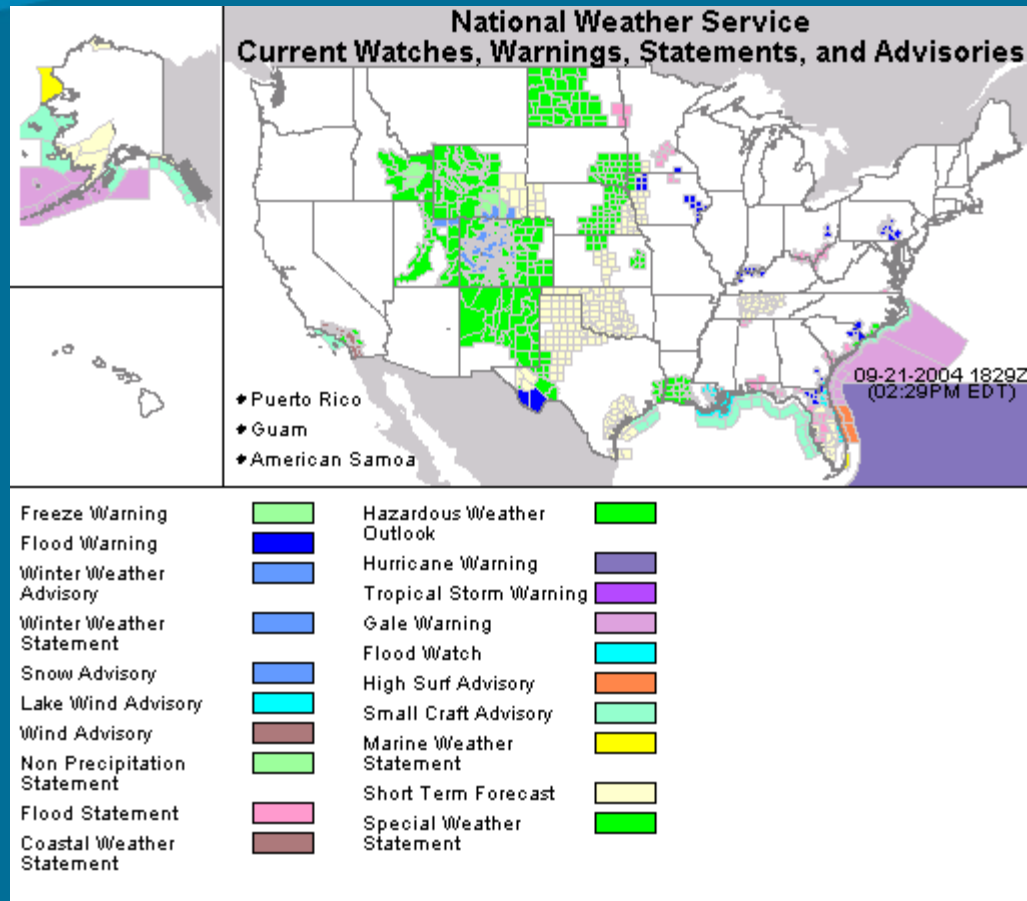 National Weather Service
Current Watches, Warnings, Statements, and Advisories
09-21-2004 1829Z
(02:29PM EDT)
Puerto Rico
Guam
American Samoa
Freeze Warning
Flood Warning
Winter Weather
Advisory
Winter Weather
Statement
Snow Advisory
Lake Wind Advisory
Wind Advisory
Non Precipitation
Statement
Flood Statement
Coastal Weather
Statement
Hazardous Weather
Outlook
Hurricane Warning
Tropical Storm Warning
Gale Warning
Flood Watch
High Surf Advisory
Small Craft Advisory
Marine Weather
Statement
Short Term Forecast
Special Weather
Statement